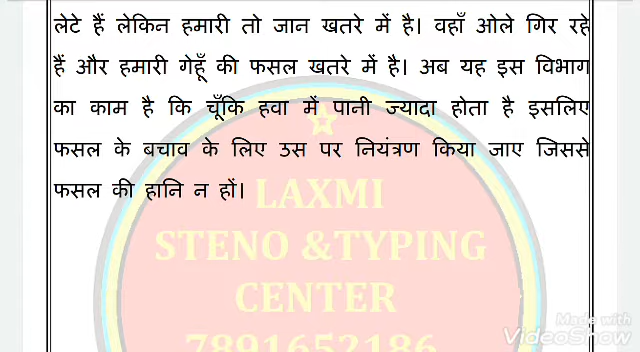 लेटे हैं लेकिन हमारी तो जान खतरे में है। वहाँ ओले गिर रहे
हैं और हमारी गेहूँ की फसल खतरे में है। अब यह इस विभाग
का काम है कि चूँकि हवा में पानी ज्यादा होता है इसलिए
फसल के बचाव के लिए उस पर नियंत्रण किया जाए जिससे
फसल की हानि न हों।
LAXMI
STENO &TYPING
CENTER
7891652186
Made with
VideoShow